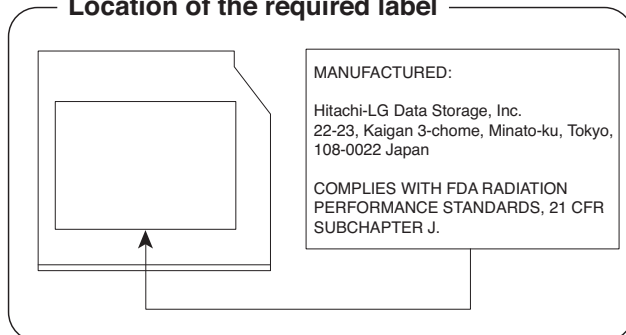 Location of the required label
MANUFACTURED:
Hitachi-LG Data Storage, Inc.
22-23, Kaigan 3-chome, Minato-ku, Tokyo,
108-0022 Japan
COMPLIES WITH FDA RADIATION
PERFORMANCE STANDARDS, 21 CFR
SUBCHAPTER J.